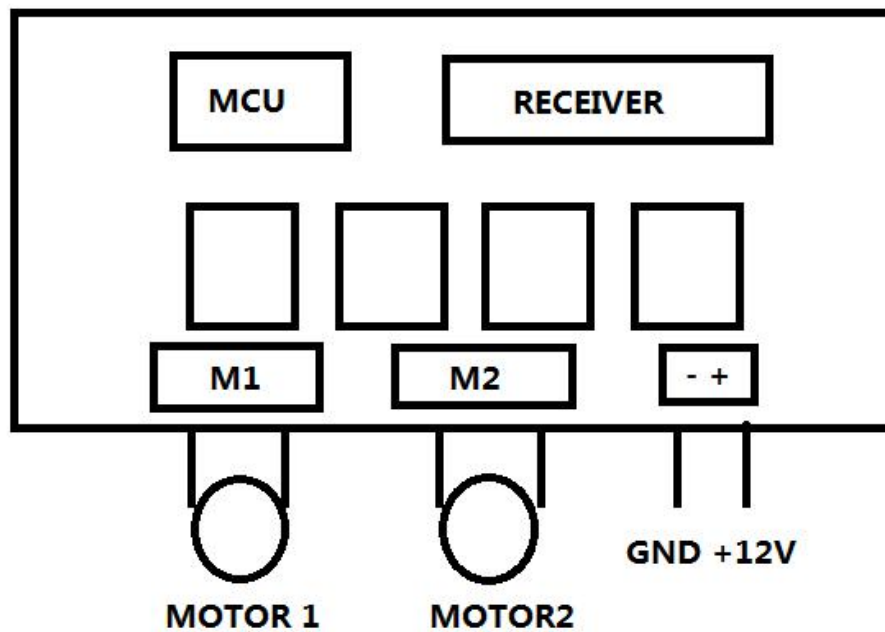 MCU
RECEIVER
M1
M2
- +
GND +12V
MOTOR 1
MOTOR2